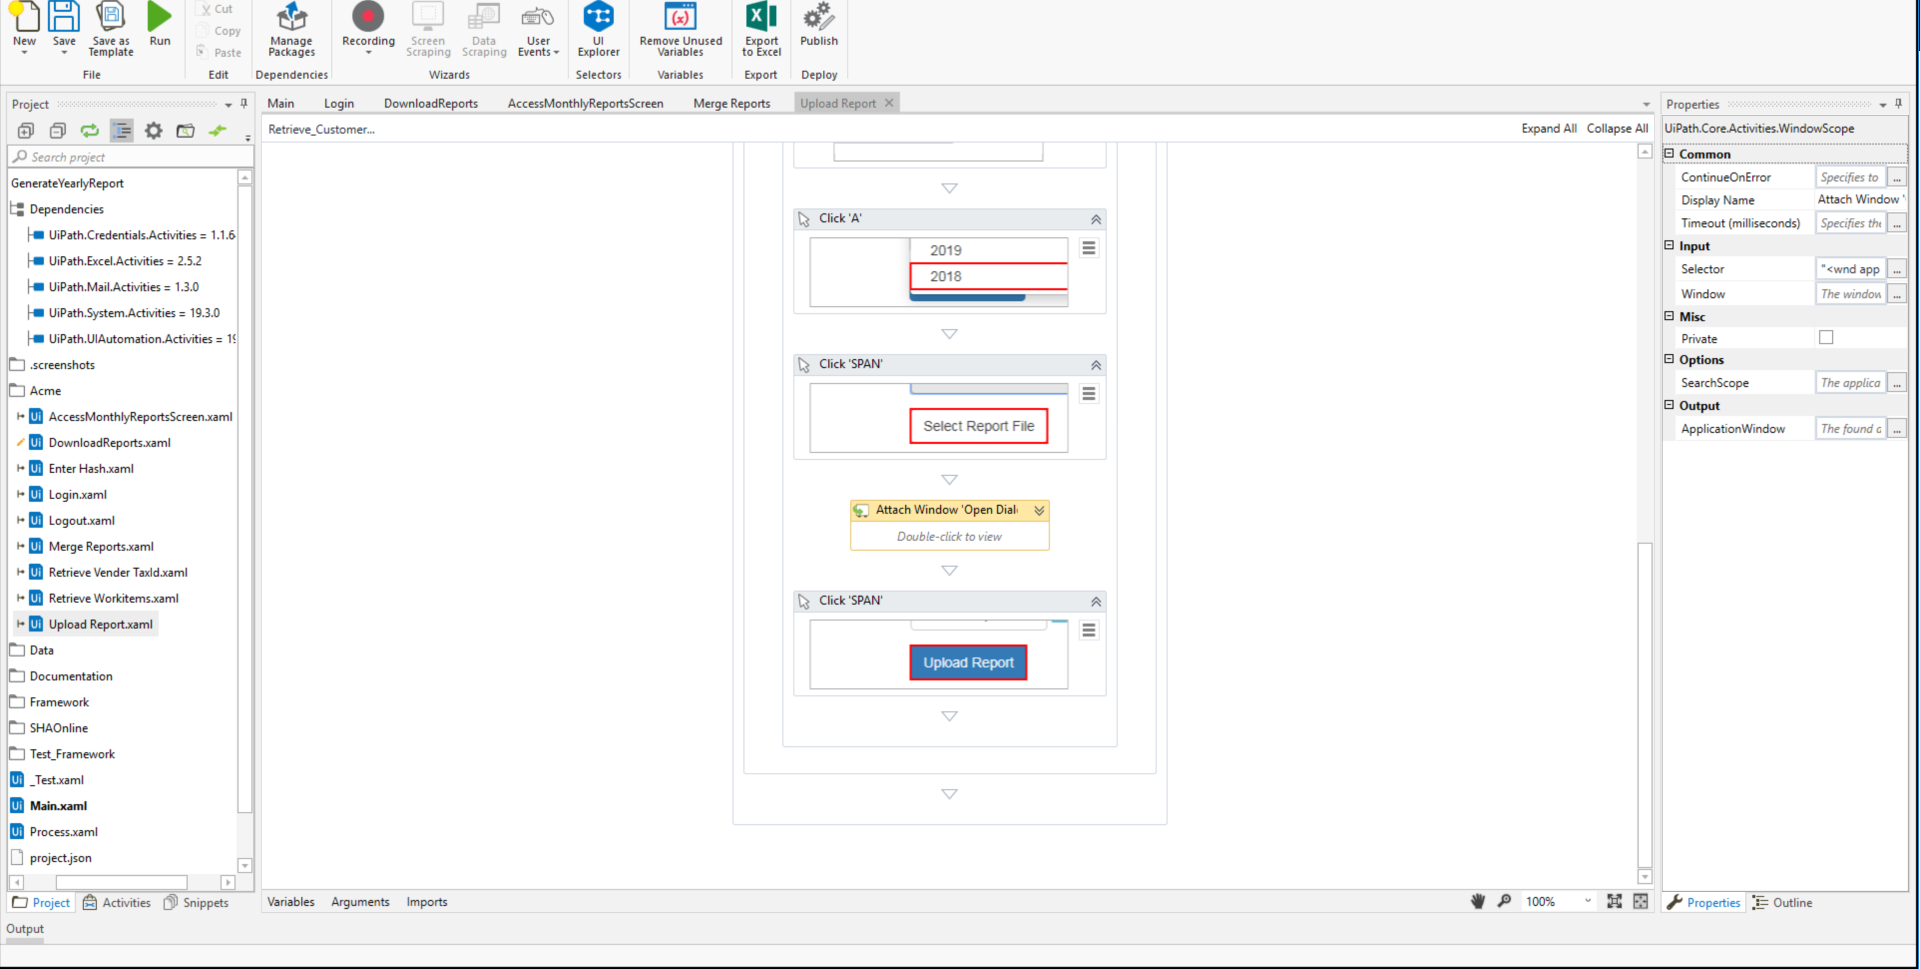 New
Save
Save as
Template
Run
Cut
Copy
Paste
Manage
Packages
Recording
Screen
Scraping
Data
Scraping
User
Events
UI
Explorer
Remove Unused
Variables
Export
to Excel
Publish
File
Edit
Dependencies
Wizards
Selectors
Variables
Export
Deploy
Project
Search project
GenerateYearlyReport
Dependencies
UiPath.Credentials.Activities = 1.1.6
UiPath.Excel.Activities = 2.5.2
UiPath.Mail.Activities = 1.3.0
UiPath.System.Activities = 19.3.0
UiPath.UIAutomation.Activities = 19
.screenshots
Acme
AccessMonthlyReportsScreen.xaml
DownloadReports.xaml
Enter Hash.xaml
Login.xaml
Logout.xaml
Merge Reports.xaml
Retrieve Vender TaxId.xaml
Retrieve Workitems.xaml
Upload Report.xaml
Data
Documentation
Framework
SHAOnline
Test_Framework
_Test.xaml
Main.xaml
Process.xaml
project.json
Project Activities Snippets
Output
Main Login DownloadReports AccessMonthlyReportsScreen Merge Reports Upload Report
Retrieve_Customer... Expand All Collapse All
Click 'A'
2019
2018
Click 'SPAN'
Select Report File
Attach Window 'Open Dial
Double-click to view
Click 'SPAN'
Upload Report
Variables Arguments Imports 100%
Properties
UiPath.Core.Activities.WindowScope
Common
ContinueOnError Specifies to ...
Display Name Attach Window '
Timeout (milliseconds) Specifies the ...
Input
Selector "<wnd app ...
Window The window ...
Misc
Private
Options
SearchScope The applica ...
Output
ApplicationWindow The found a ...
Properties Outline